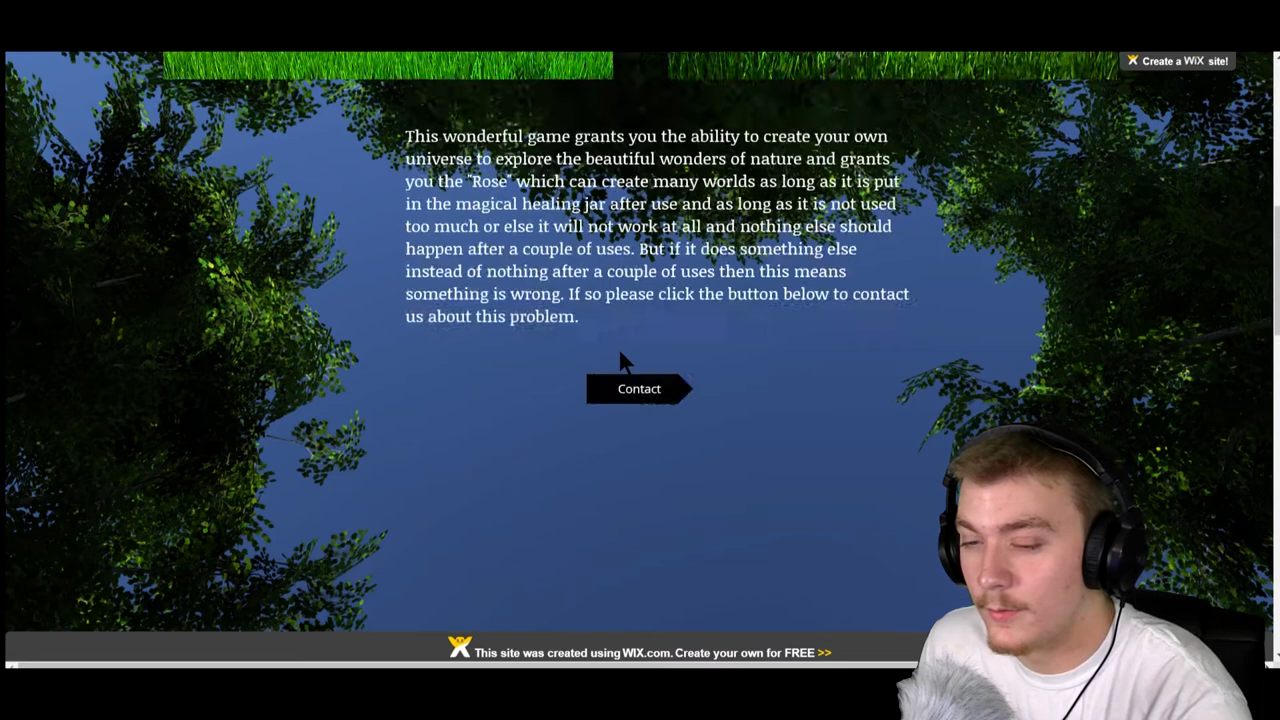 Create a WiX site!
This wonderful game grants you the ability to create your own
universe to explore the beautiful wonders of nature and grants
you the "Rose" which can create many worlds as long as it is put
in the magical healing jar after use and as long as it is not used
too much or else it will not work at all and nothing else should
happen after a couple of uses. But if it does something else
instead of nothing after a couple of uses then this means
something is wrong. If so please click the button below to contact
us about this problem.
Contact
This site was created using WIX.com. Create your own for FREE >>